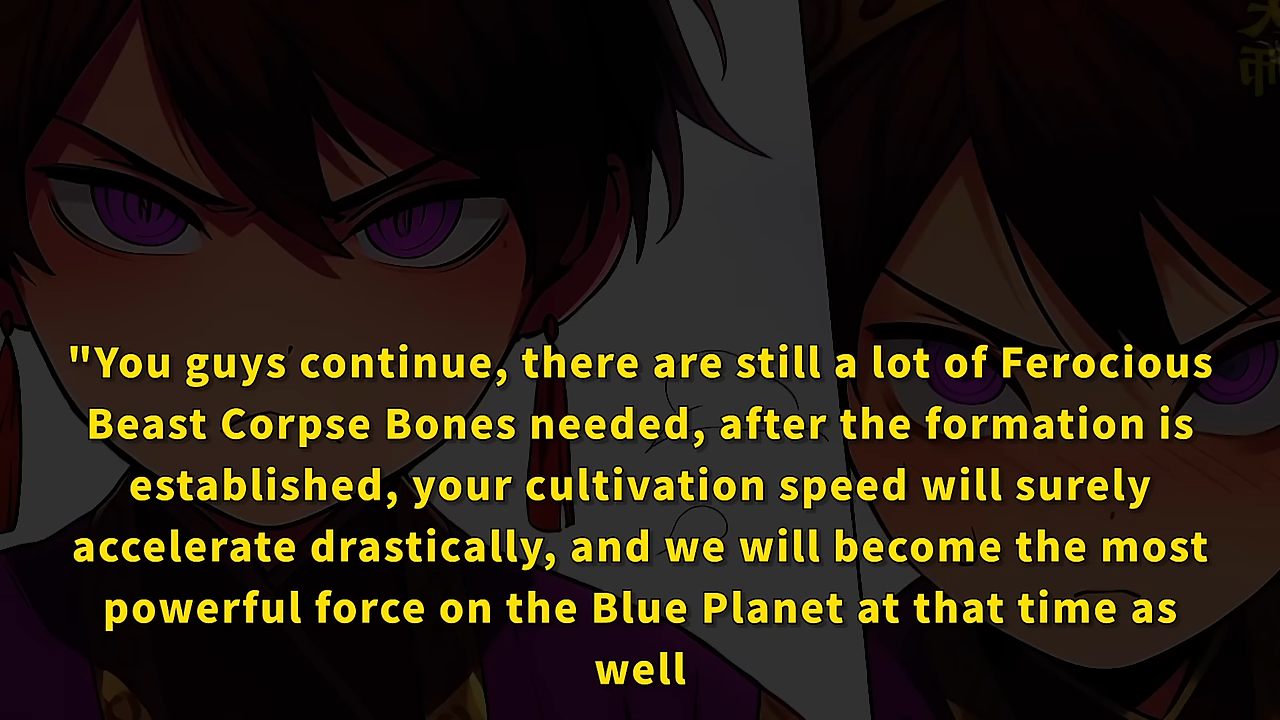 "You guys continue, there are still a lot of Ferocious
Beast Corpse Bones needed, after the formation is
established, your cultivation speed will surely
accelerate drastically, and we will become the most
powerful force on the Blue Planet at that time as
well